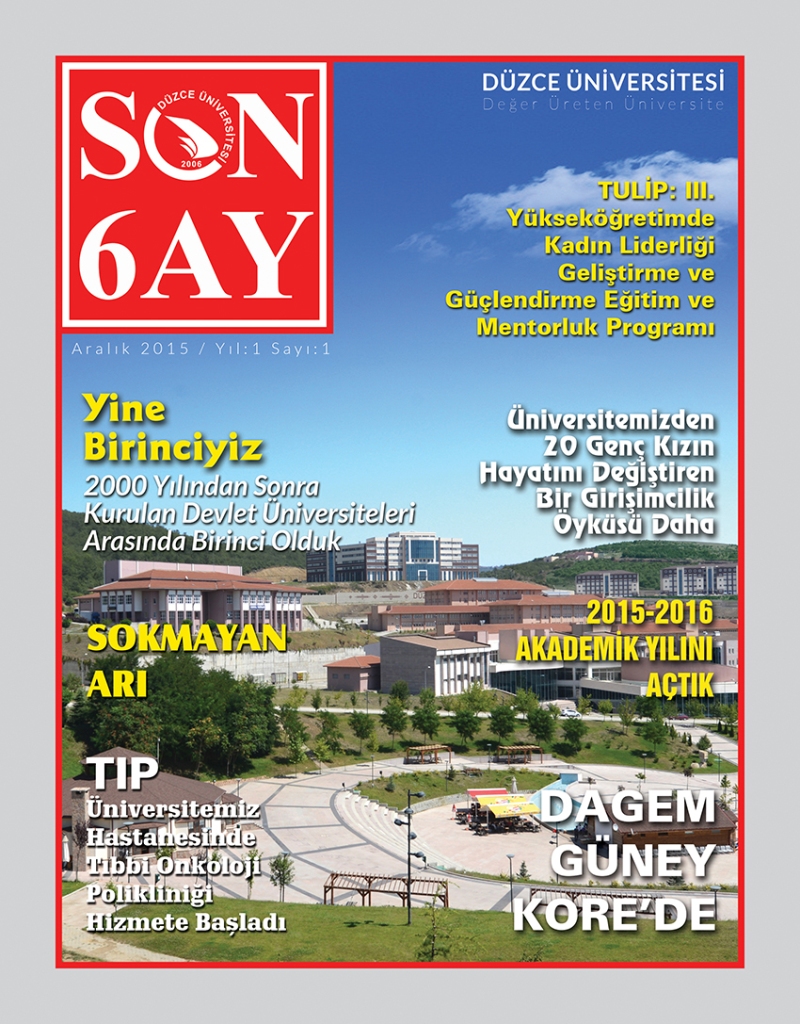 SON
DÜZCE ÜNİVERSİTESİ
2006
6AY
Aralık 2015 / Yıl:1 Sayı:1
DÜZCE ÜNİVERSİTESİ
Değer Üreten Üniversite
TULİP: III.
Yükseköğretimde
Kadın Liderliği
Geliştirme ve
Güçlendirme Eğitim ve
Mentorluk Programı
Yine
Birinciyiz
2000 Yılından Sonra
Kurulan Devlet Üniversiteleri
Arasında Birinci Olduk
Üniversitemizden
20 Genç Kızın
Hayatını Değiştiren
Bir Girişimcilik
Öyküsü Daha
SOKMAYAN
ARI
2015-2016
AKADEMİK YILINI
AÇTIK
TIP
Üniversitemiz
Hastanesinde
Tıbbi Onkoloji
Polikliniği
Hizmete Başladı
DAGEM
GÜNEY
KORE'DE